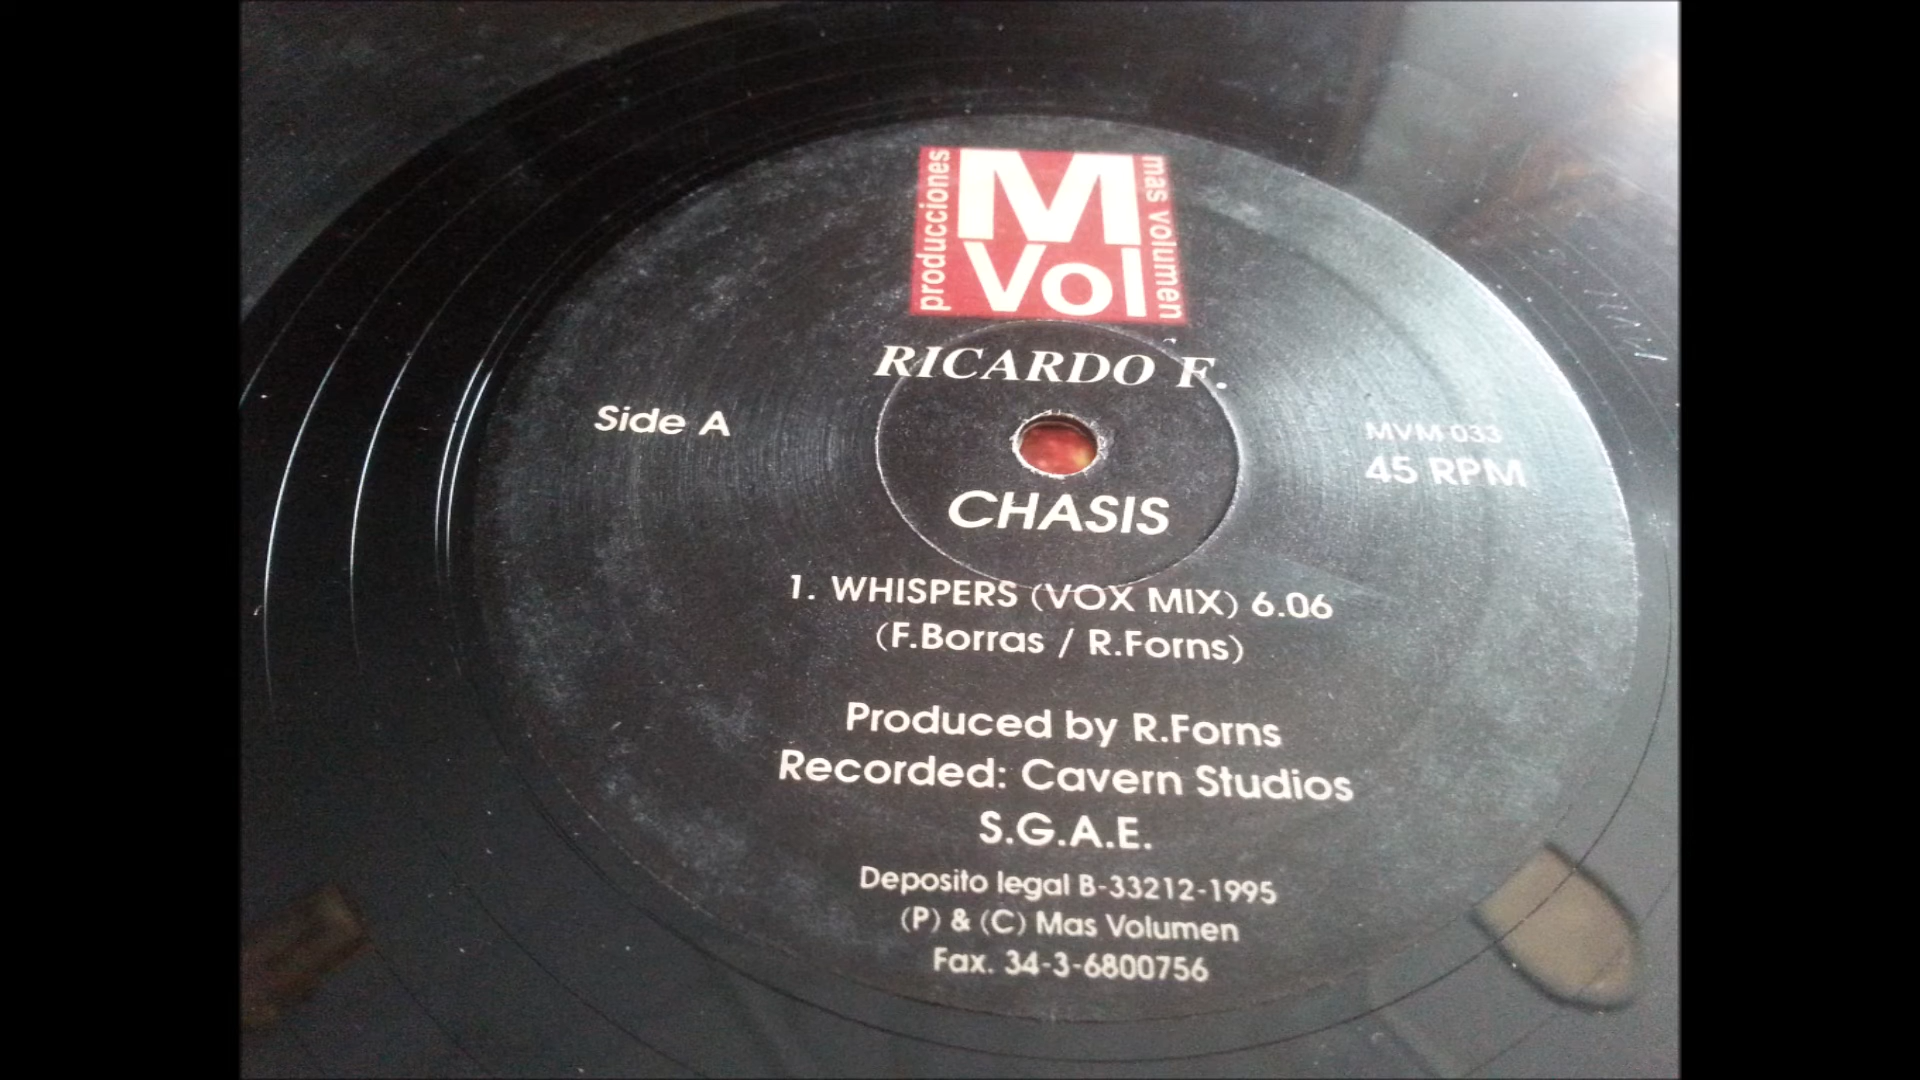 producciones
M
Vol
mas volumen
RICARDO F.
Side A
MVM 033
45 RPM
CHASIS
1. WHISPERS (VOX MIX) 6.06
(F.Borras / R.Forns)
Produced by R.Forns
Recorded: Cavern Studios
S.G.A.E.
Deposito legal B-33212-1995
(P) & (C) Mas Volumen
Fax. 34-3-6800756